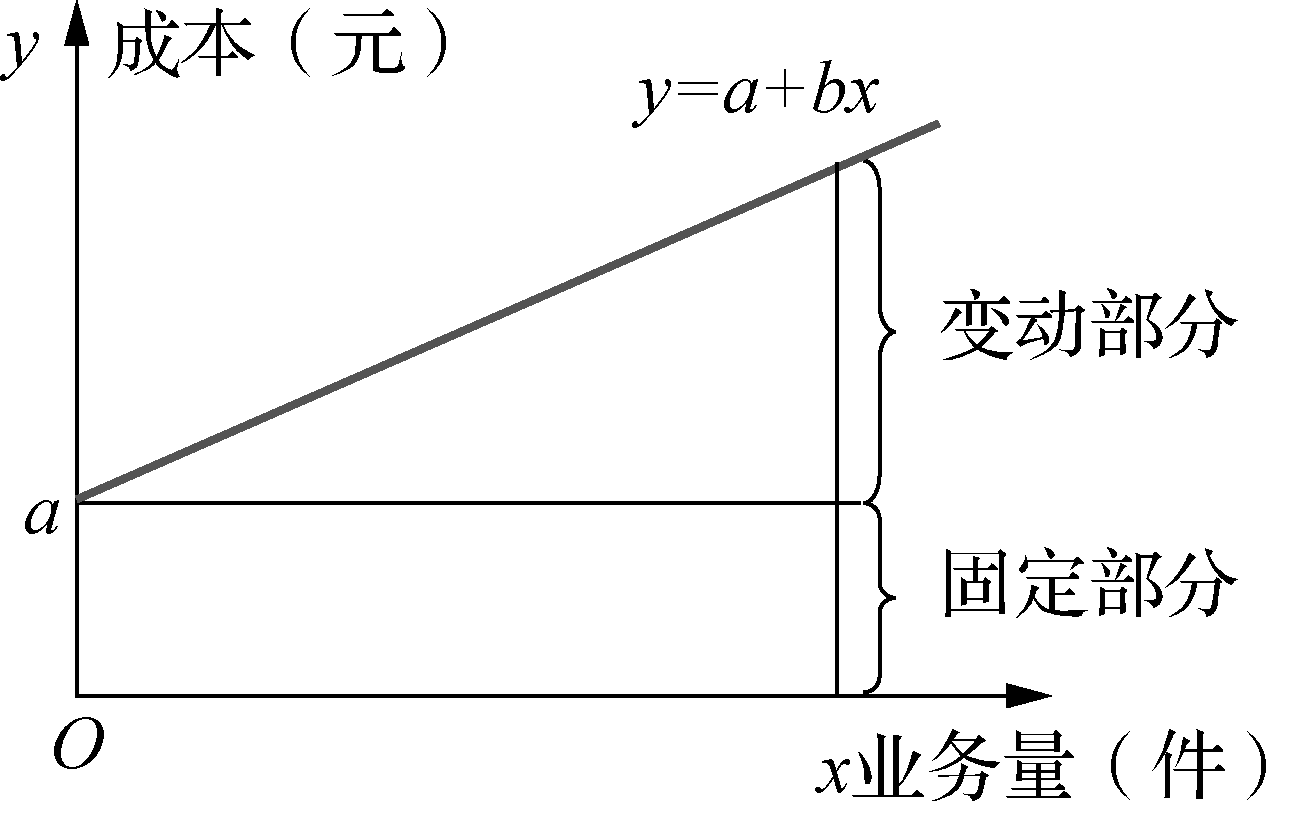 y 成本（元）
y=a+bx
变动部分
a
固定部分
O
x业务量（件）